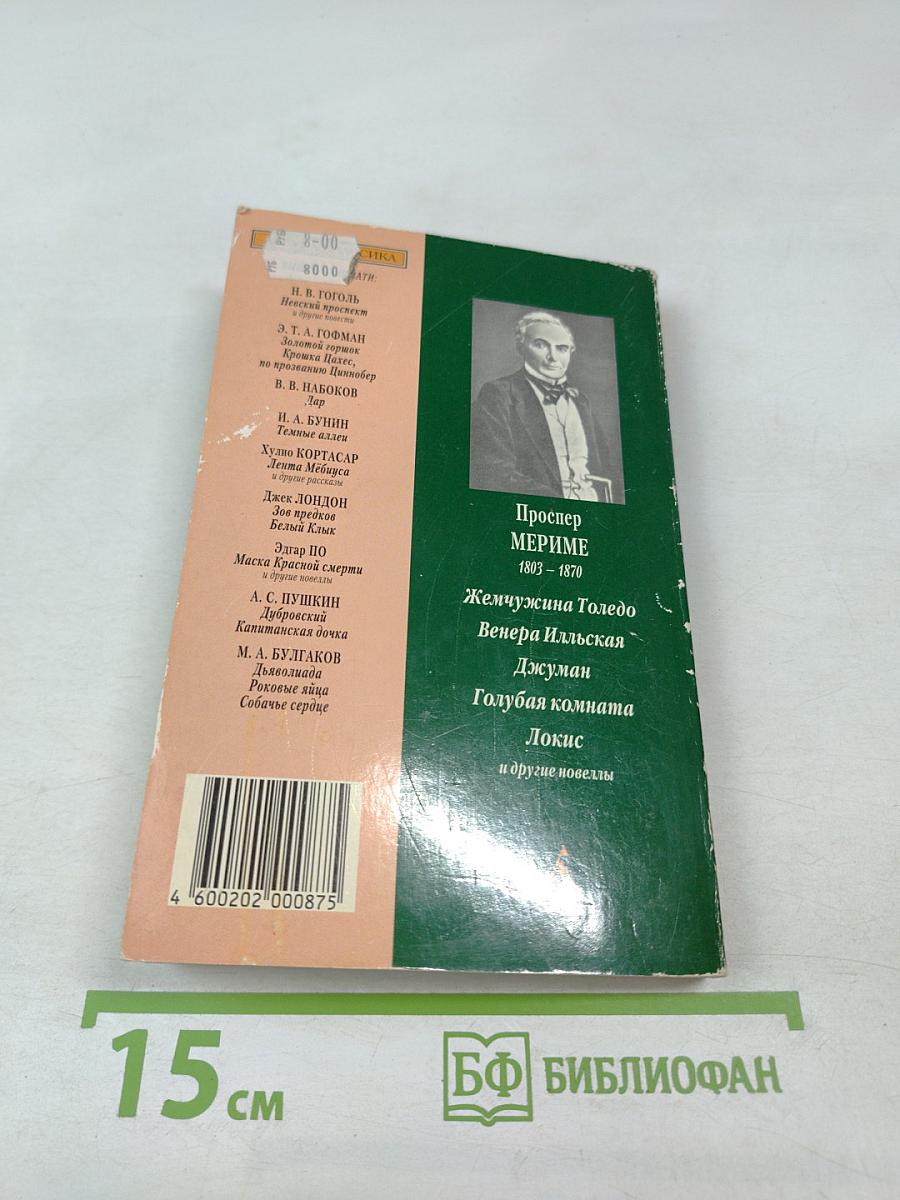 РУБ РУБ
8-00
8000
Н. В. ГОГОЛЬ
Невский проспект
и другие повести
Э. Т. А. ГОФМАН
Золотой горшок
Крошка Цахес,
по прозванию Циннобер
В. В. НАБОКОВ
Дар
И. А. БУНИН
Темные аллеи
Хулио КОРТАСАР
Лента Мёбиуса
и другие рассказы
Джек ЛОНДОН
Зов предков
Белый Клык
Эдгар ПО
Маска Красной смерти
и другие новеллы
А. С. ПУШКИН
Дубровский
Капитанская дочка
М. А. БУЛГАКОВ
Дьяволиада
Роковые яйца
Собачье сердце
4 600202 000875
Проспер
МЕРИМЕ
1803 – 1870
Жемчужина Толедо
Венера Илльская
Джуман
Голубая комната
Локис
и другие новеллы
15 см
БФ БИБЛИОФАН